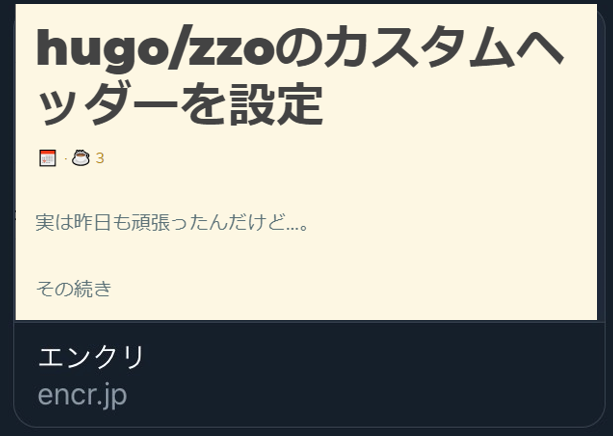 hugo/zzoのカスタムヘ
ッダーを設定
· 3
実は昨日も頑張ったんだけど...。
その続き
エンクリ
encr.jp